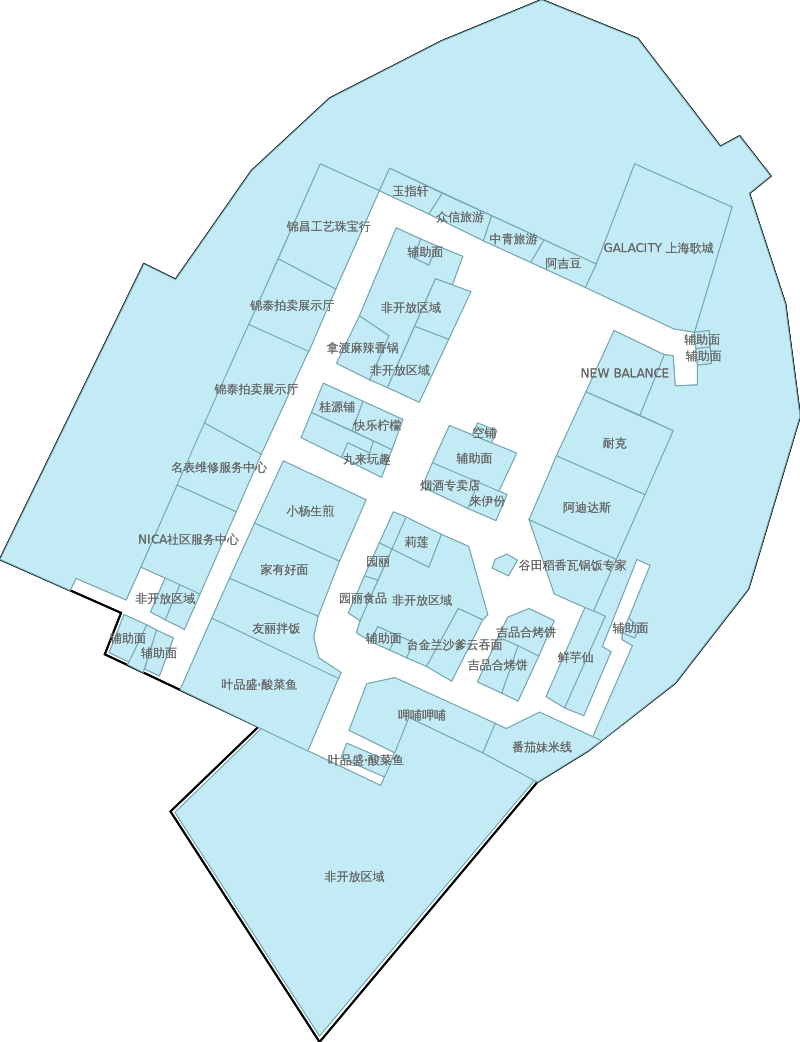 玉指轩
众信旅游
锦昌工艺珠宝行
中青旅游
GALACITY 上海歌城
辅助面
阿吉豆
锦泰拍卖展示厅
非开放区域
辅助面
拿渡麻辣香锅
辅助面
非开放区域
NEW BALANCE
锦泰拍卖展示厅
桂源铺
快乐柠檬
空铺
耐克
丸来玩趣
辅助面
名表维修服务中心
烟酒专卖店
来伊份
小杨生煎
阿迪达斯
NICA社区服务中心
莉莲
园丽
谷田稻香瓦锅饭专家
家有好面
非开放区域
园丽食品
非开放区域
友丽拌饭
吉品合烤饼
辅助面
辅助面
辅助面
台金兰沙爹云吞面
辅助面
鲜芋仙
吉品合烤饼
叶品盛·酸菜鱼
呷哺呷哺
番茄妹米线
叶品盛·酸菜鱼
非开放区域